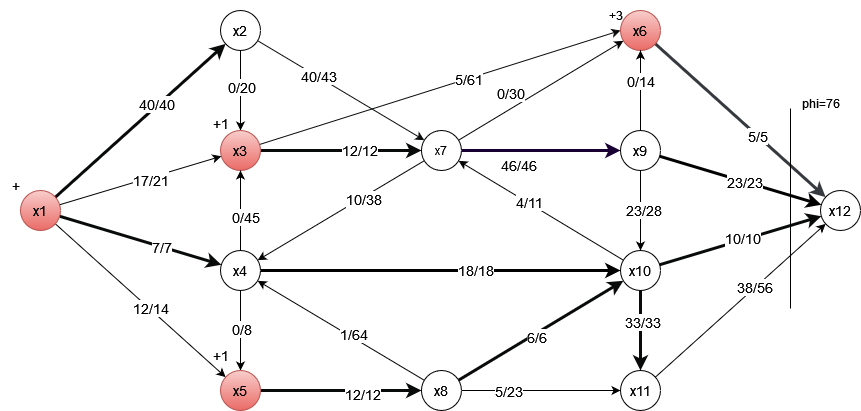 +3
x2
x6
5/61
40/43
0/30
phi=76
40/40
0/20
0/14
+1
5/5
x3
12/12
x7
46/46
x9
+
17/21
23/23
x1
10/38
4/11
23/28
x12
0/45
7/7
10/10
x4
18/18
x10
38/56
12/14
0/8
1/64
6/6
33/33
+1
x5
12/12
x8
5/23
x11